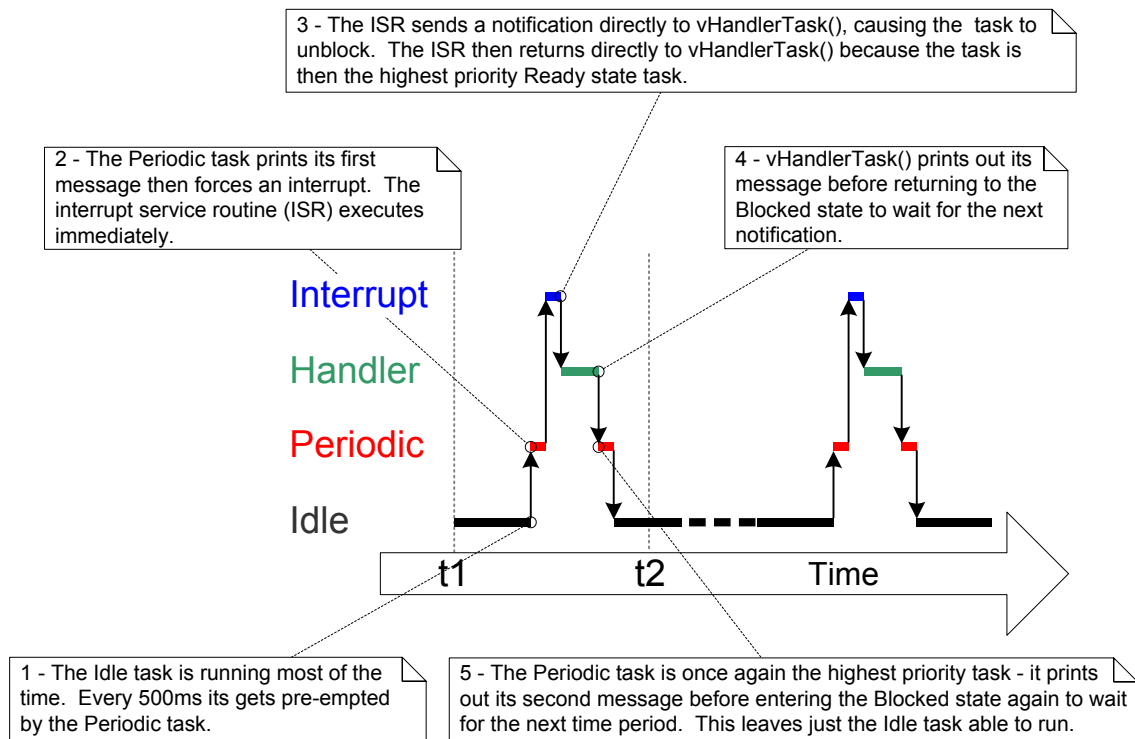 3 - The ISR sends a notification directly to vHandlerTask(), causing the  task to
unblock.  The ISR then returns directly to vHandlerTask() because the task is
then the highest priority Ready state task.
2 - The Periodic task prints its first
message then forces an interrupt.  The
interrupt service routine (ISR) executes
immediately.
4 - vHandlerTask() prints out its
message before returning to the
Blocked state to wait for the next
notification.
Interrupt
Handler
Periodic
Idle
t1
t2
Time
1 - The Idle task is running most of the
time.  Every 500ms its gets pre-empted
by the Periodic task.
5 - The Periodic task is once again the highest priority task - it prints
out its second message before entering the Blocked state again to wait
for the next time period.  This leaves just the Idle task able to run.